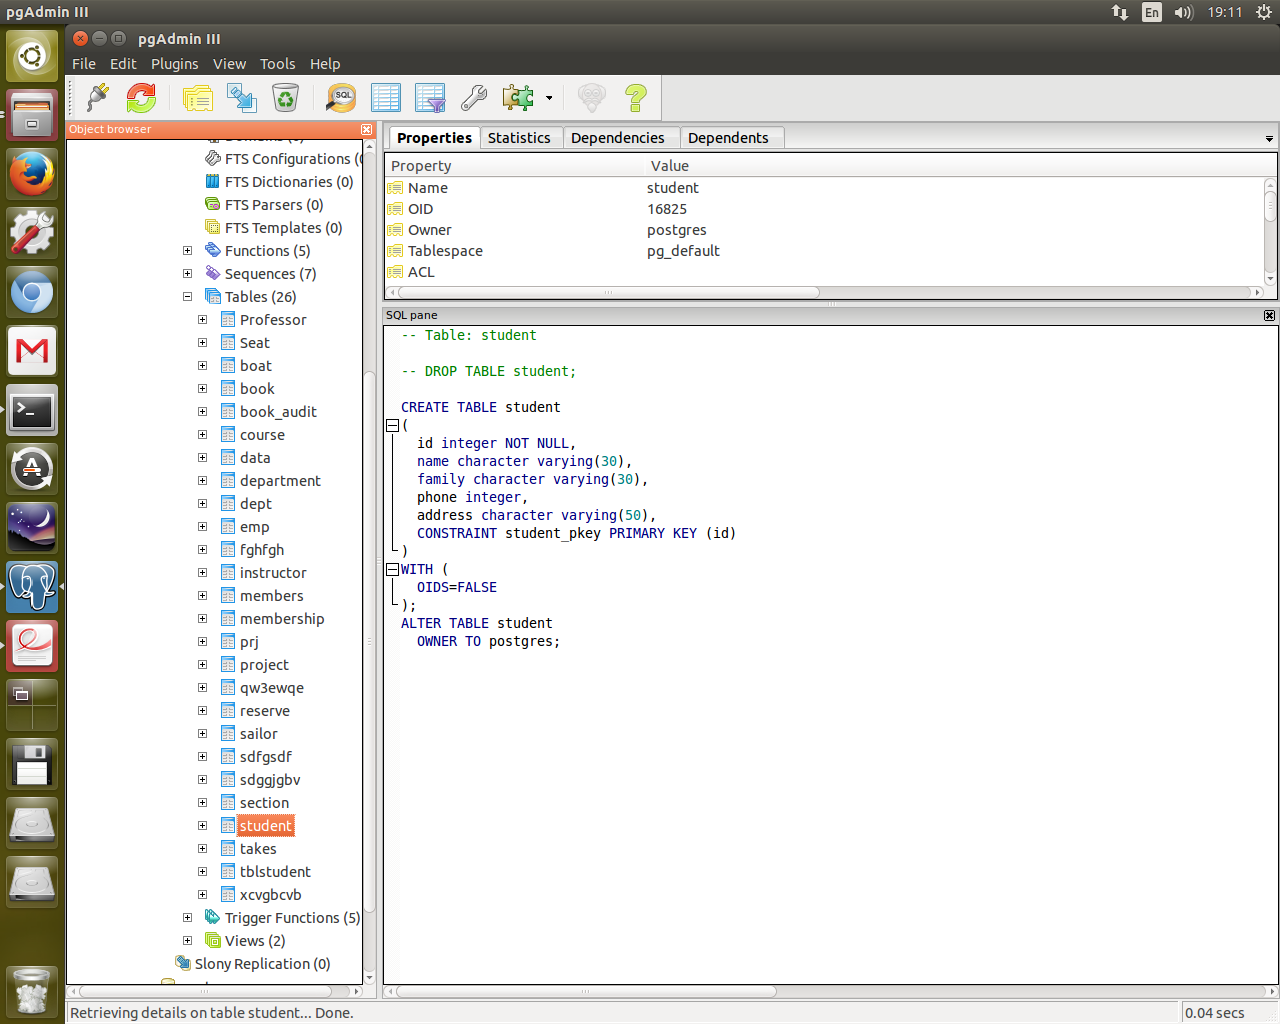 pgAdmin III
En
19:11
pgAdmin III
File Edit Plugins View Tools Help
SQL
Object browser
FTS Configurations (
FTS Dictionaries (0)
FTS Parsers (0)
FTS Templates (0)
Functions (5)
Sequences (7)
Tables (26)
Professor
Seat
boat
book
book_audit
course
data
department
dept
emp
fghfgh
instructor
members
membership
prj
project
qw3ewqe
reserve
sailor
sdfgsdf
sdggjgbv
section
student
takes
tblstudent
xcvgbcvb
Trigger Functions (5)
Views (2)
Slony Replication (0)
Properties Statistics Dependencies Dependents
Property Value
Name student
OID 16825
Owner postgres
Tablespace pg_default
ACL
SQL pane
-- Table: student
-- DROP TABLE student;
CREATE TABLE student
(
id integer NOT NULL,
name character varying(30),
family character varying(30),
phone integer,
address character varying(50),
CONSTRAINT student_pkey PRIMARY KEY (id)
)
WITH (
OIDS=FALSE
);
ALTER TABLE student
OWNER TO postgres;
Retrieving details on table student... Done.
0.04 secs